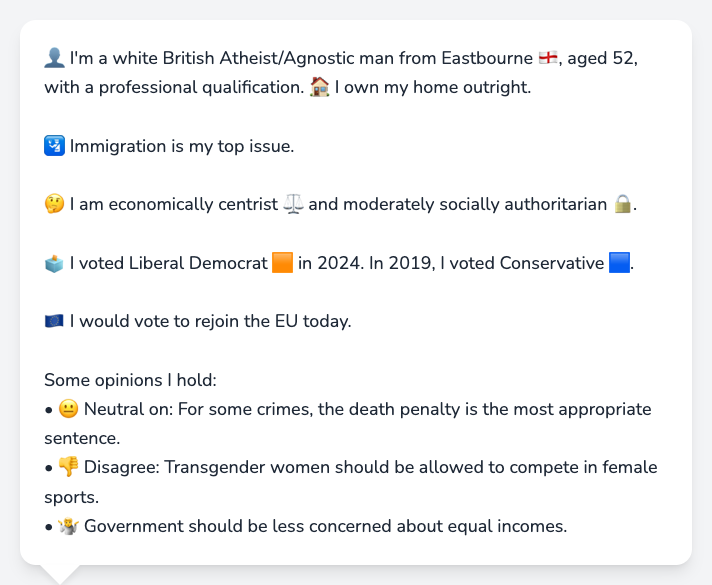 👤 I'm a white British Atheist/Agnostic man from Eastbourne 🏴󠁧󠁢󠁥󠁮󠁧󠁿, aged 52,
with a professional qualification. 🏠 I own my home outright.
🛂 Immigration is my top issue.
🤔 I am economically centrist ⚖️ and moderately socially authoritarian 🔒.
🗳️ I voted Liberal Democrat 🟧 in 2024. In 2019, I voted Conservative 🟦.
🇪🇺 I would vote to rejoin the EU today.
Some opinions I hold:
• 😐 Neutral on: For some crimes, the death penalty is the most appropriate
sentence.
• 👎 Disagree: Transgender women should be allowed to compete in female
sports.
• 🤷 Government should be less concerned about equal incomes.